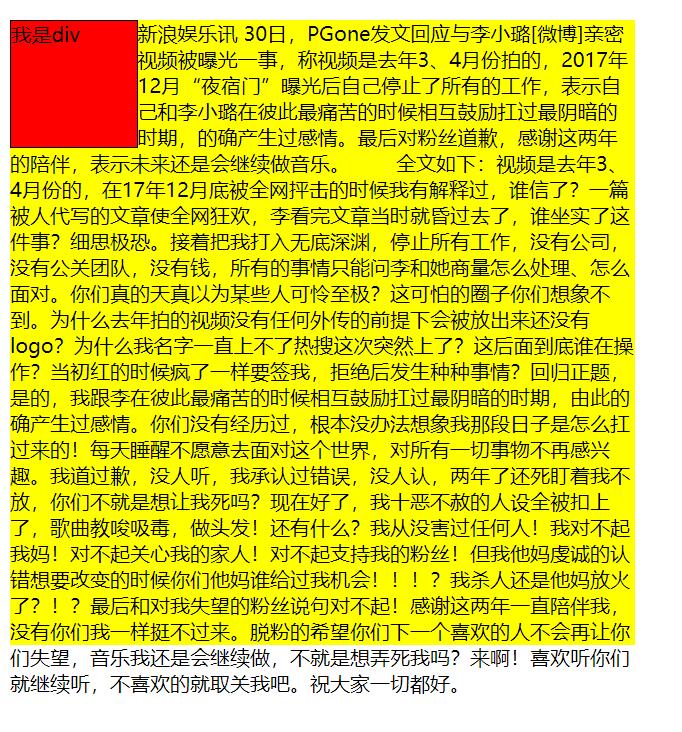 我是div
新浪娱乐讯 30日，PGone发文回应与李小璐[微博]亲密
视频被曝光一事，称视频是去年3、4月份拍的，2017年
12月“夜宿门”曝光后自己停止了所有的工作，表示自
己和李小璐在彼此最痛苦的时候相互鼓励扛过最阴暗的
时期，的确产生过感情。最后对粉丝道歉，感谢这两年
的陪伴，表示未来还是会继续做音乐。 全文如下：视频是去年3、
4月份的，在17年12月底被全网抨击的时候我有解释过，谁信了？一篇
被人代写的文章使全网狂欢，李看完文章当时就昏过去了，谁坐实了这
件事？细思极恐。接着把我打入无底深渊，停止所有工作，没有公司，
没有公关团队，没有钱，所有的事情只能问李和她商量怎么处理、怎么
面对。你们真的天真以为某些人可怜至极？这可怕的圈子你们想象不
到。为什么去年拍的视频没有任何外传的前提下会被放出来还没有
logo？为什么我名字一直上不了热搜这次突然上了？这后面到底谁在操
作？当初红的时候疯了一样要签我，拒绝后发生种种事情？回归正题，
是的，我跟李在彼此最痛苦的时候相互鼓励扛过最阴暗的时期，由此的
确产生过感情。你们没有经历过，根本没办法想象我那段日子是怎么扛
过来的！每天睡醒不愿意去面对这个世界，对所有一切事物不再感兴
趣。我道过歉，没人听，我承认过错误，没人认，两年了还死盯着我不
放，你们不就是想让我死吗？现在好了，我十恶不赦的人设全被扣上
了，歌曲教唆吸毒，做头发！还有什么？我从没害过任何人！我对不起
我妈！对不起关心我的家人！对不起支持我的粉丝！但我他妈虔诚的认
错想要改变的时候你们他妈谁给过我机会！！！？我杀人还是他妈放火
了？！？最后和对我失望的粉丝说句对不起！感谢这两年一直陪伴我，
没有你们我一样挺不过来。脱粉的希望你们下一个喜欢的人不会再让你
们失望，音乐我还是会继续做，不就是想弄死我吗？来啊！喜欢听你们
就继续听，不喜欢的就取关我吧。祝大家一切都好。